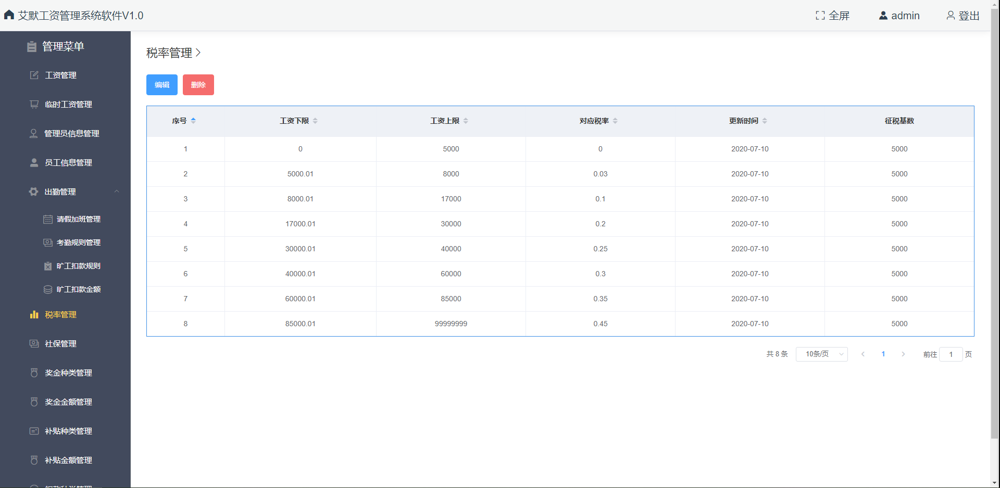 艾默工资管理系统软件V1.0
全屏
admin
登出
管理菜单
工资管理
临时工资管理
管理员信息管理
员工信息管理
出勤管理
请假加班管理
考勤规则管理
旷工扣款规则
旷工扣款金额
税率管理
社保管理
奖金种类管理
奖金金额管理
补贴种类管理
补贴金额管理
税率管理
编辑 删除
序号 工资下限 工资上限 对应税率 更新时间 征税基数
1 0 5000 0 2020-07-10 5000
2 5000.01 8000 0.03 2020-07-10 5000
3 8000.01 17000 0.1 2020-07-10 5000
4 17000.01 30000 0.2 2020-07-10 5000
5 30000.01 40000 0.25 2020-07-10 5000
6 40000.01 60000 0.3 2020-07-10 5000
7 60000.01 85000 0.35 2020-07-10 5000
8 85000.01 99999999 0.45 2020-07-10 5000
共 8 条 10条/页 1 前往 1 页